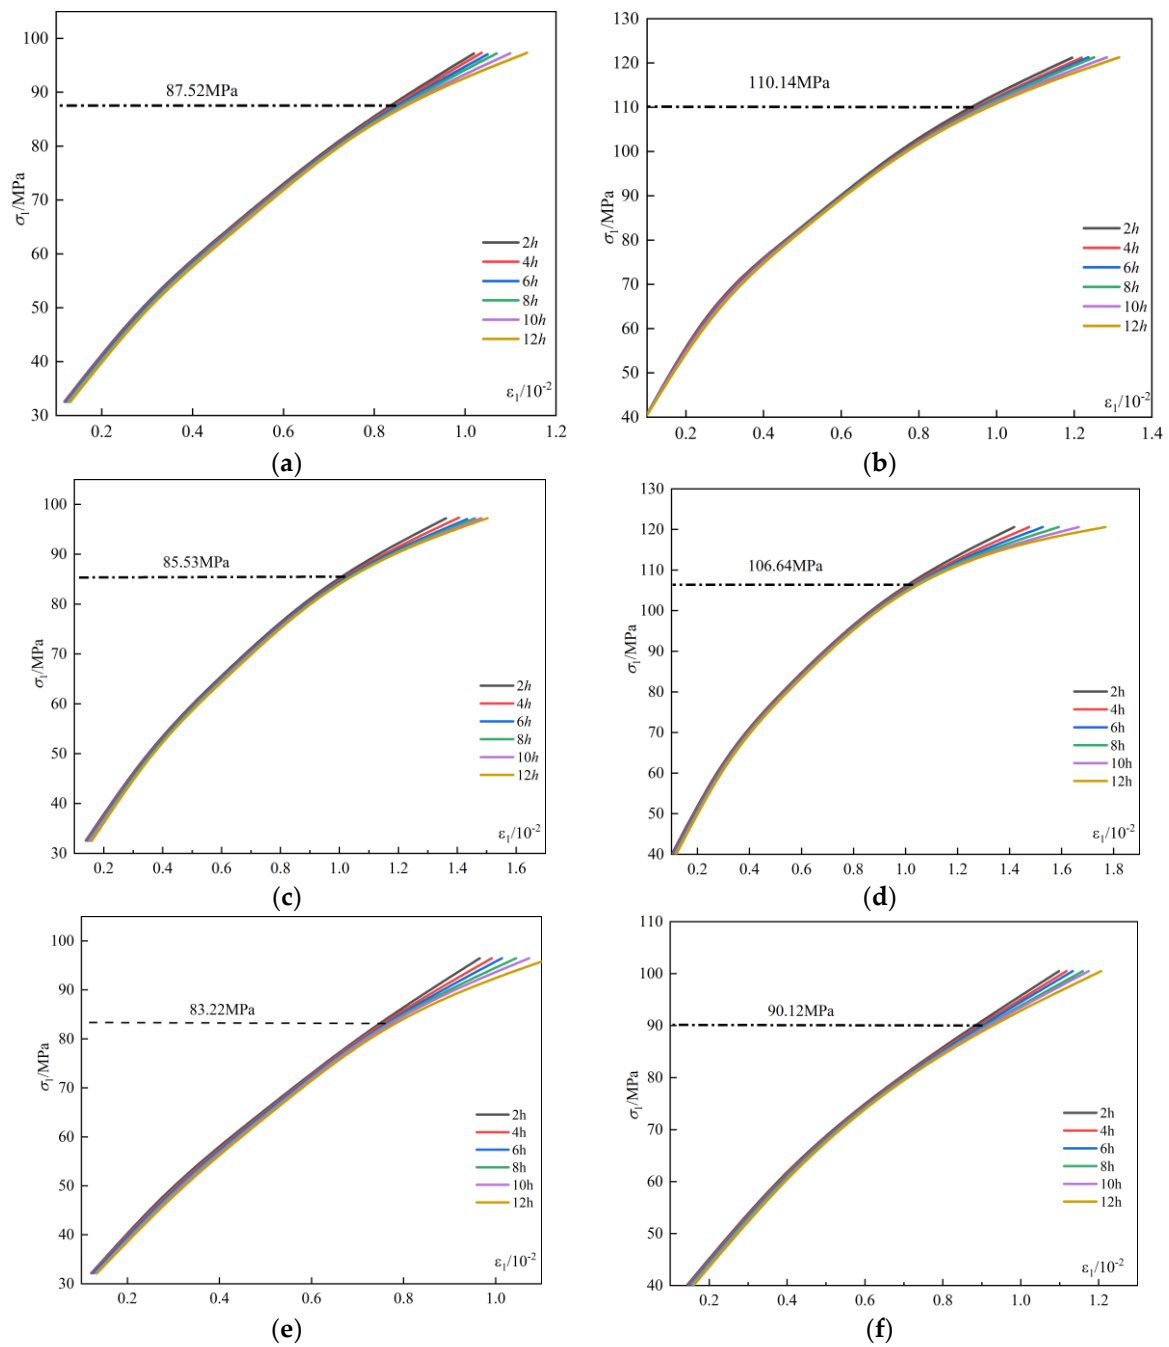 100
90
80
70
60
50
40
30
σ1/MPa
87.52MPa
2h
4h
6h
8h
10h
12h
ε1/10-2
0.2
0.4
0.6
0.8
1.0
1.2
(a)
130
120
110
100
90
80
70
60
50
40
σ1/MPa
110.14MPa
2h
4h
6h
8h
10h
12h
ε1/10-2
0.2
0.4
0.6
0.8
1.0
1.2
1.4
(b)
100
90
80
70
60
50
40
30
σ1/MPa
85.53MPa
2h
4h
6h
8h
10h
12h
ε1/10-2
0.2
0.4
0.6
0.8
1.0
1.2
1.4
1.6
(c)
130
120
110
100
90
80
70
60
50
40
σ1/MPa
106.64MPa
2h
4h
6h
8h
10h
12h
ε1/10-2
0.2
0.4
0.6
0.8
1.0
1.2
1.4
1.6
1.8
(d)
100
90
80
70
60
50
40
30
σ1/MPa
83.22MPa
2h
4h
6h
8h
10h
12h
ε1/10-2
0.2
0.4
0.6
0.8
1.0
(e)
110
100
90
80
70
60
50
40
σ1/MPa
90.12MPa
2h
4h
6h
8h
10h
12h
ε1/10-2
0.2
0.4
0.6
0.8
1.0
1.2
(f)